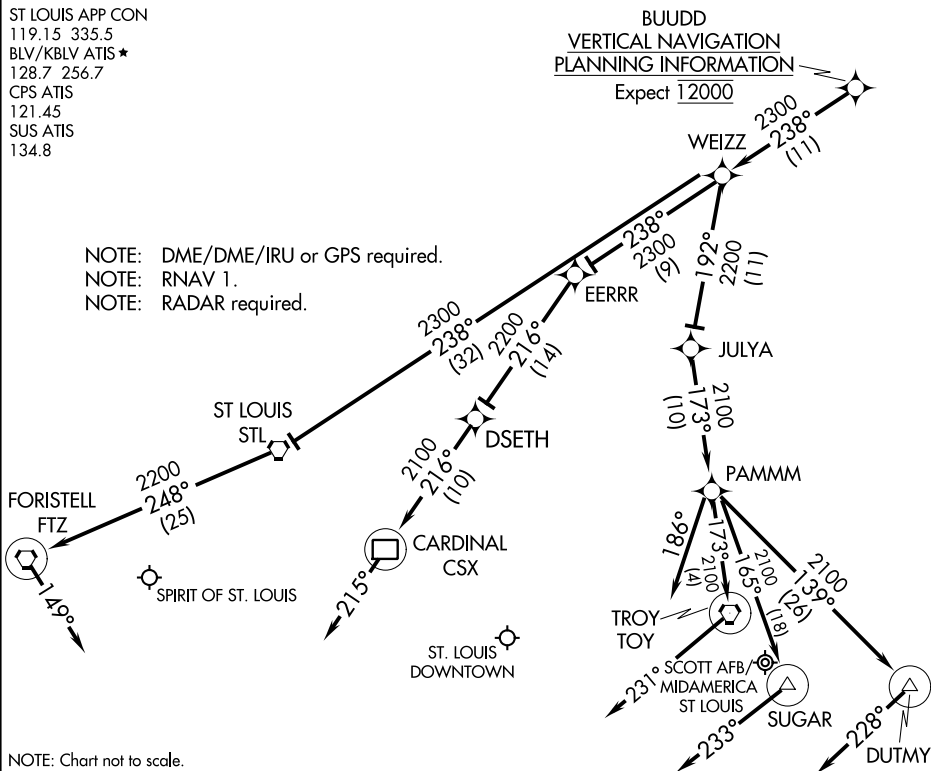 ST LOUIS APP CON
119.15 335.5
BLV/KBLV ATIS★
128.7 256.7
CPS ATIS
121.45
SUS ATIS
134.8
BUUDD
VERTICAL NAVIGATION
PLANNING INFORMATION
Expect 12000
2300
238°
(11)
WEIZZ
NOTE: DME/DME/IRU or GPS required.
NOTE: RNAV 1.
NOTE: RADAR required.
238°
2300
(9)
192°
2200
(11)
EERRR
2300
238°
(32)
2200
216°
(14)
JULYA
2100
173°
(10)
ST LOUIS
STL
DSETH
2100
216°
(10)
PAMMM
2200
248°
(25)
FORISTELL
FTZ
149°
SPIRIT OF ST. LOUIS
CARDINAL
CSX
215°
186°
173°
2100
(4)
2100
165°
(18)
2100
139°
(26)
TROY
TOY
231°
ST. LOUIS
DOWNTOWN
SCOTT AFB/
MIDAMERICA
ST LOUIS
SUGAR
233°
DUTMY
228°
NOTE: Chart not to scale.